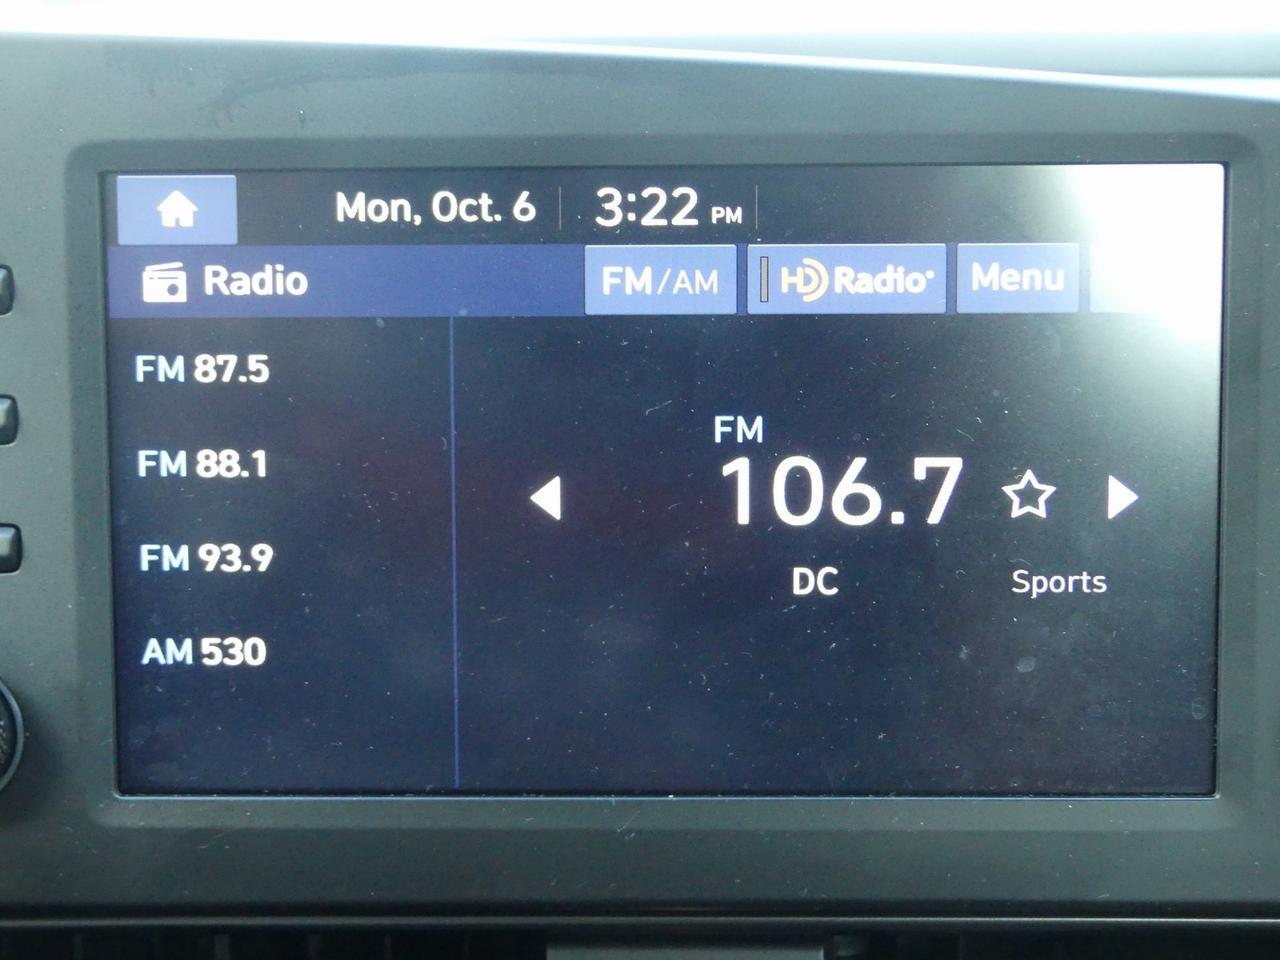 Mon, Oct. 6 3:22 PM
Radio FM/AM HD Radio Menu
FM 87.5
FM 88.1
FM 93.9
AM 530
FM
106.7
DC Sports